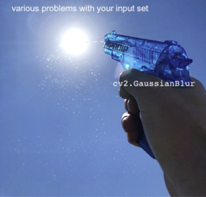 various problems with your input set
cv2.GaussianBlur